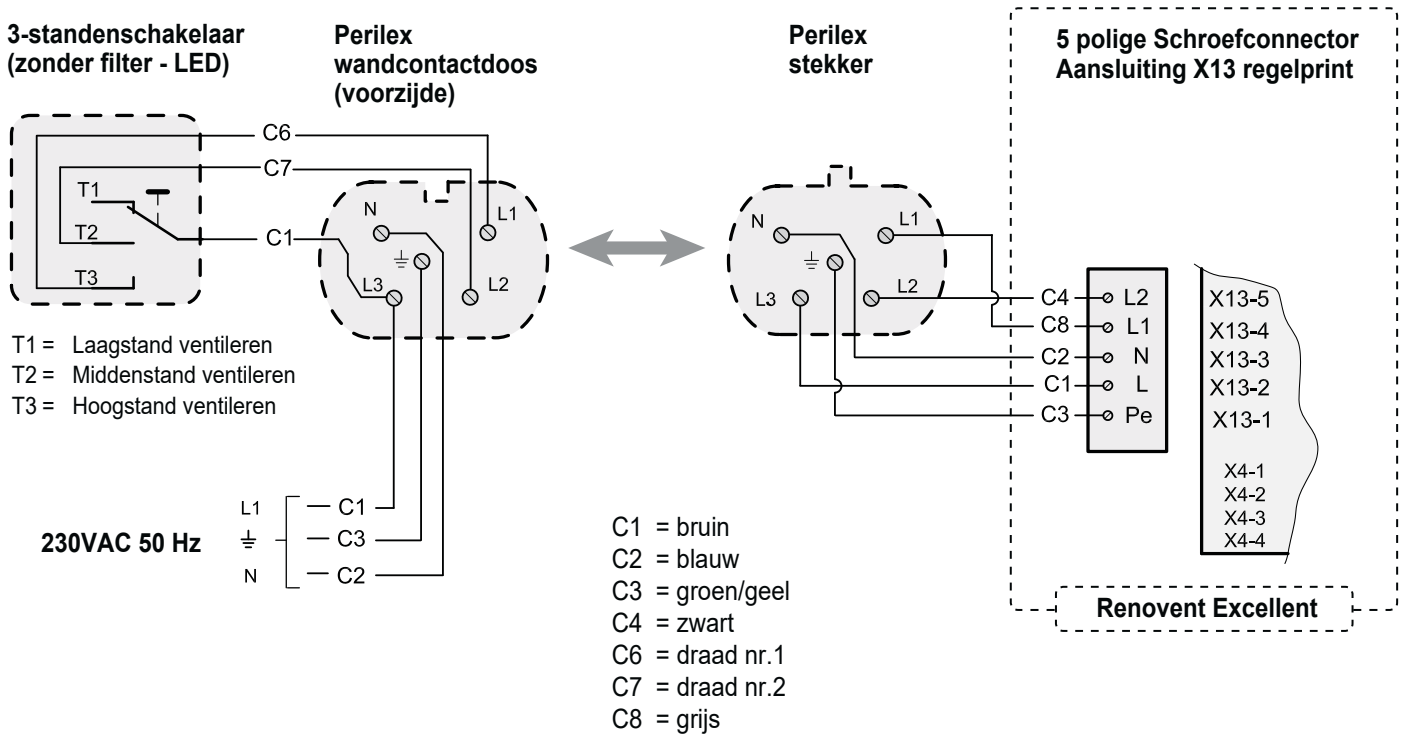 3-standenschakelaar
(zonder filter - LED)
Perilex
wandcontactdoos
(voorzijde)
Perilex
stekker
5 polige Schroefconnector
Aansluiting X13 regelprint
C6
C7
C1
T1
T2
T3
N
L1
L3
L2
N
L1
L3
L2
C4
C8
C2
C1
C3
L2
L1
N
L
Pe
X13-5
X13-4
X13-3
X13-2
X13-1
X4-1
X4-2
X4-3
X4-4
T1 = Laagstand ventileren
T2 = Middenstand ventileren
T3 = Hoogstand ventileren
230VAC 50 Hz
L1
N
C1
C3
C2
C1 = bruin
C2 = blauw
C3 = groen/geel
C4 = zwart
C6 = draad nr.1
C7 = draad nr.2
C8 = grijs
Renovent Excellent